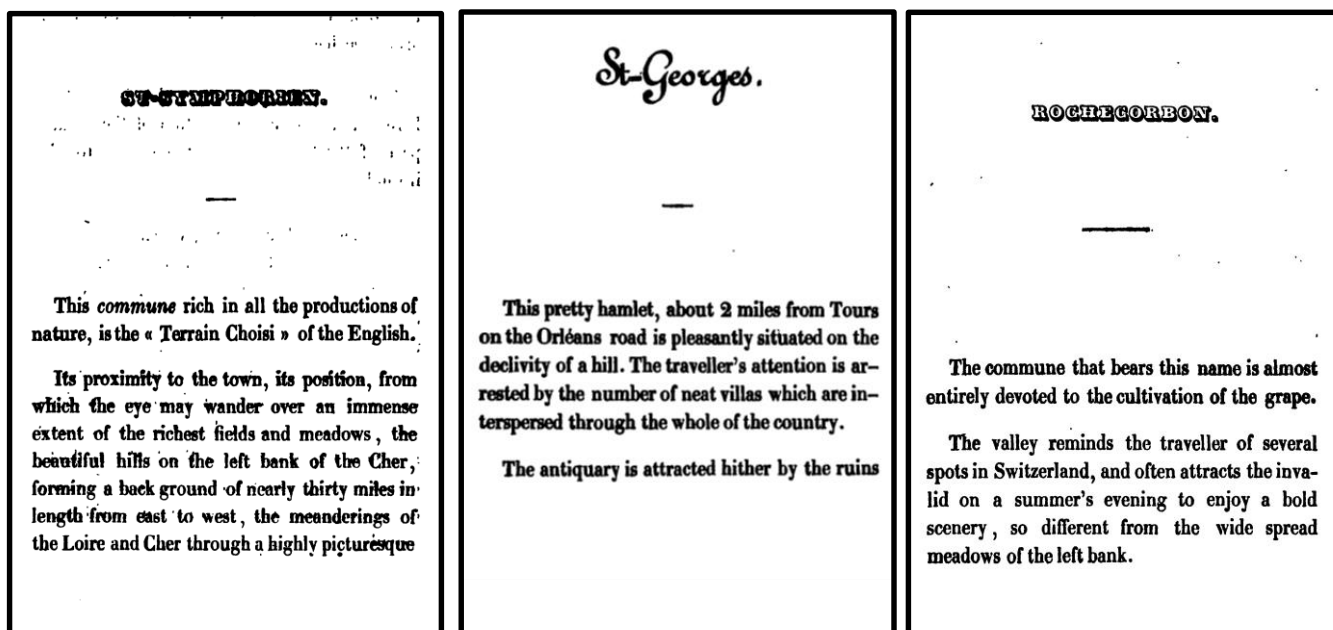 ST-SYMPHORIEN.
This commune rich in all the productions of
nature, is the « Terrain Choisi » of the English.
Its proximity to the town, its position, from
which the eye may wander over an immense
extent of the richest fields and meadows, the
beautiful hills on the left bank of the Cher,
forming a back ground of nearly thirty miles in
length from east to west, the meanderings of
the Loire and Cher through a highly picturesque
St-Georges.
This pretty hamlet, about 2 miles from Tours
on the Orléans road is pleasantly situated on the
declivity of a hill. The traveller's attention is ar-
rested by the number of neat villas which are in-
terspersed through the whole of the country.
The antiquary is attracted hither by the ruins
ROCHECORBON.
The commune that bears this name is almost
entirely devoted to the cultivation of the grape.
The valley reminds the traveller of several
spots in Switzerland, and often attracts the inva-
lid on a summer's evening to enjoy a bold
scenery, so different from the wide spread
meadows of the left bank.